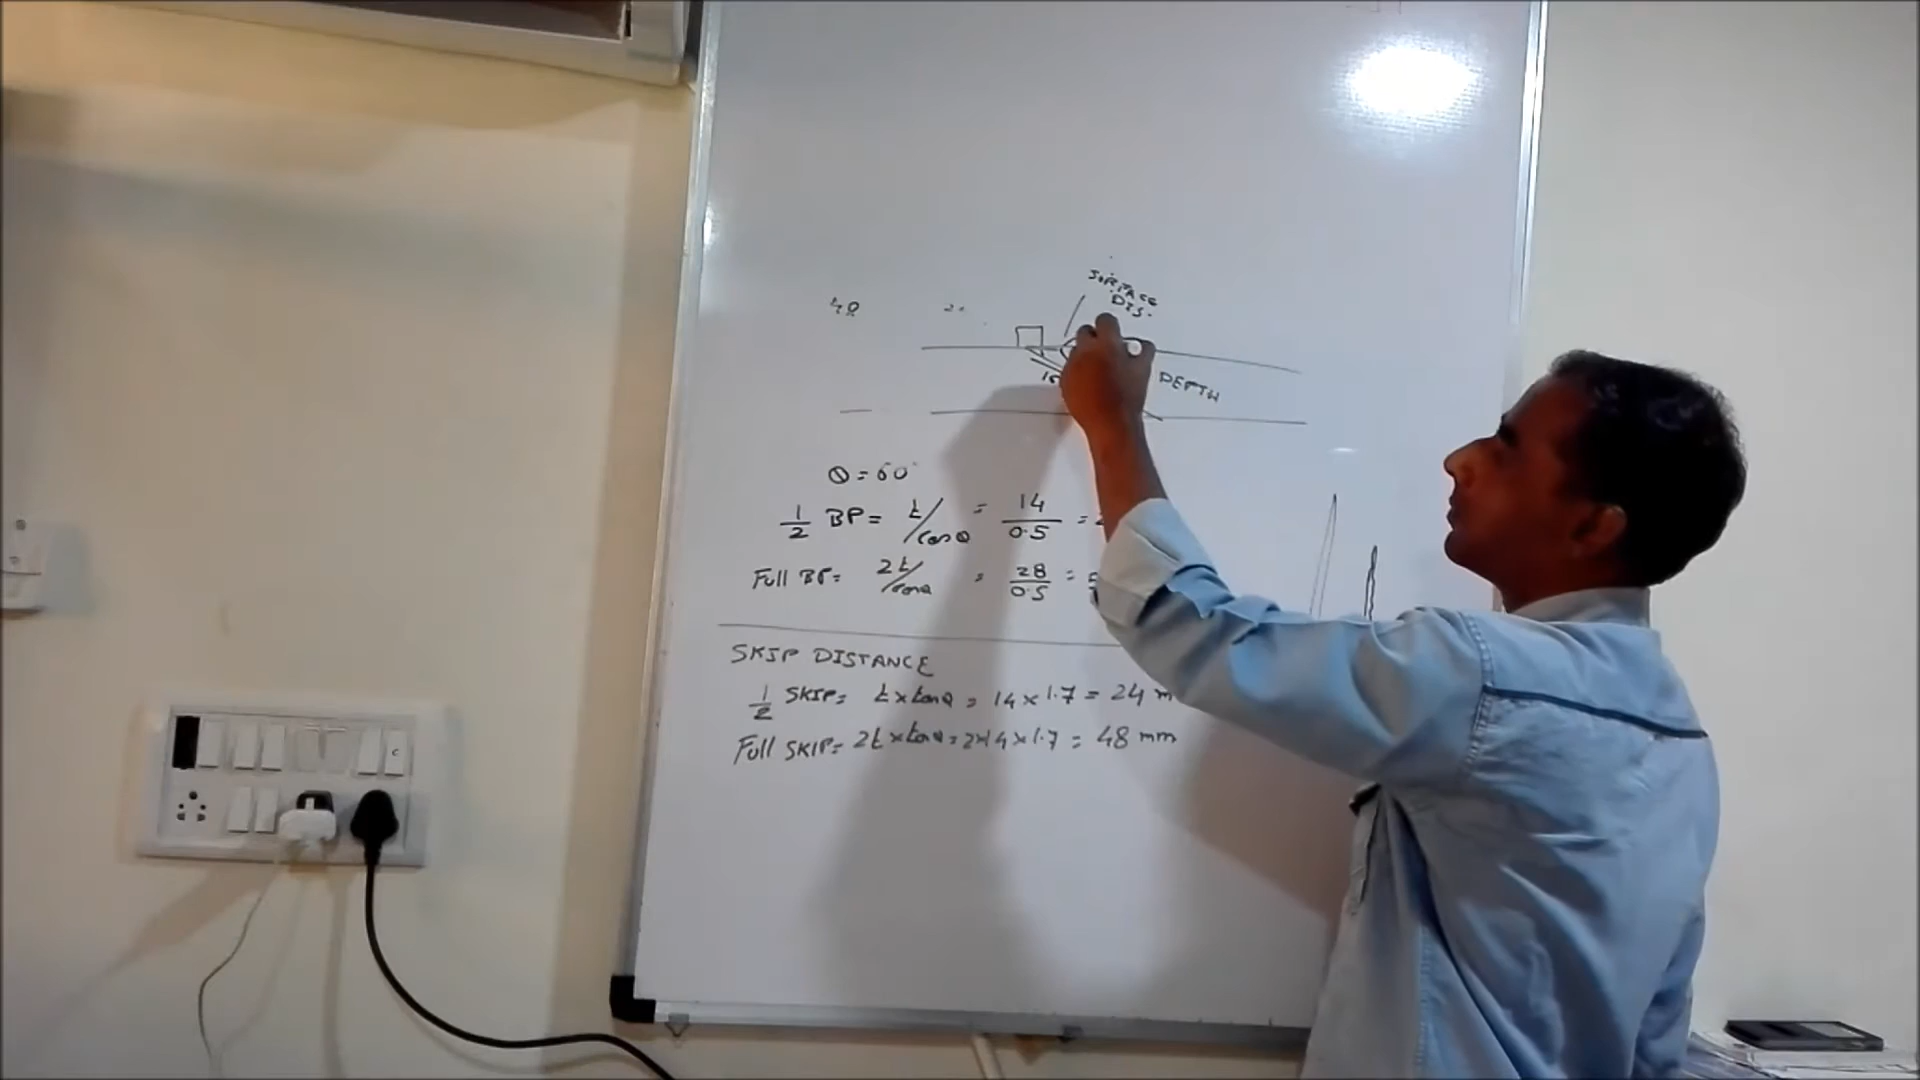 SURFACE
DIS.
48
DEPTH
θ = 60°
1/2 BP = t/cosθ = 14/0.5 =
Full BP = 2t/cosθ = 28/0.5 =
SKIP DISTANCE
1/2 SKIP = t x tanθ = 14 x 1.7 = 24 m
Full SKIP = 2t x tanθ = 2x14 x 1.7 = 48 mm